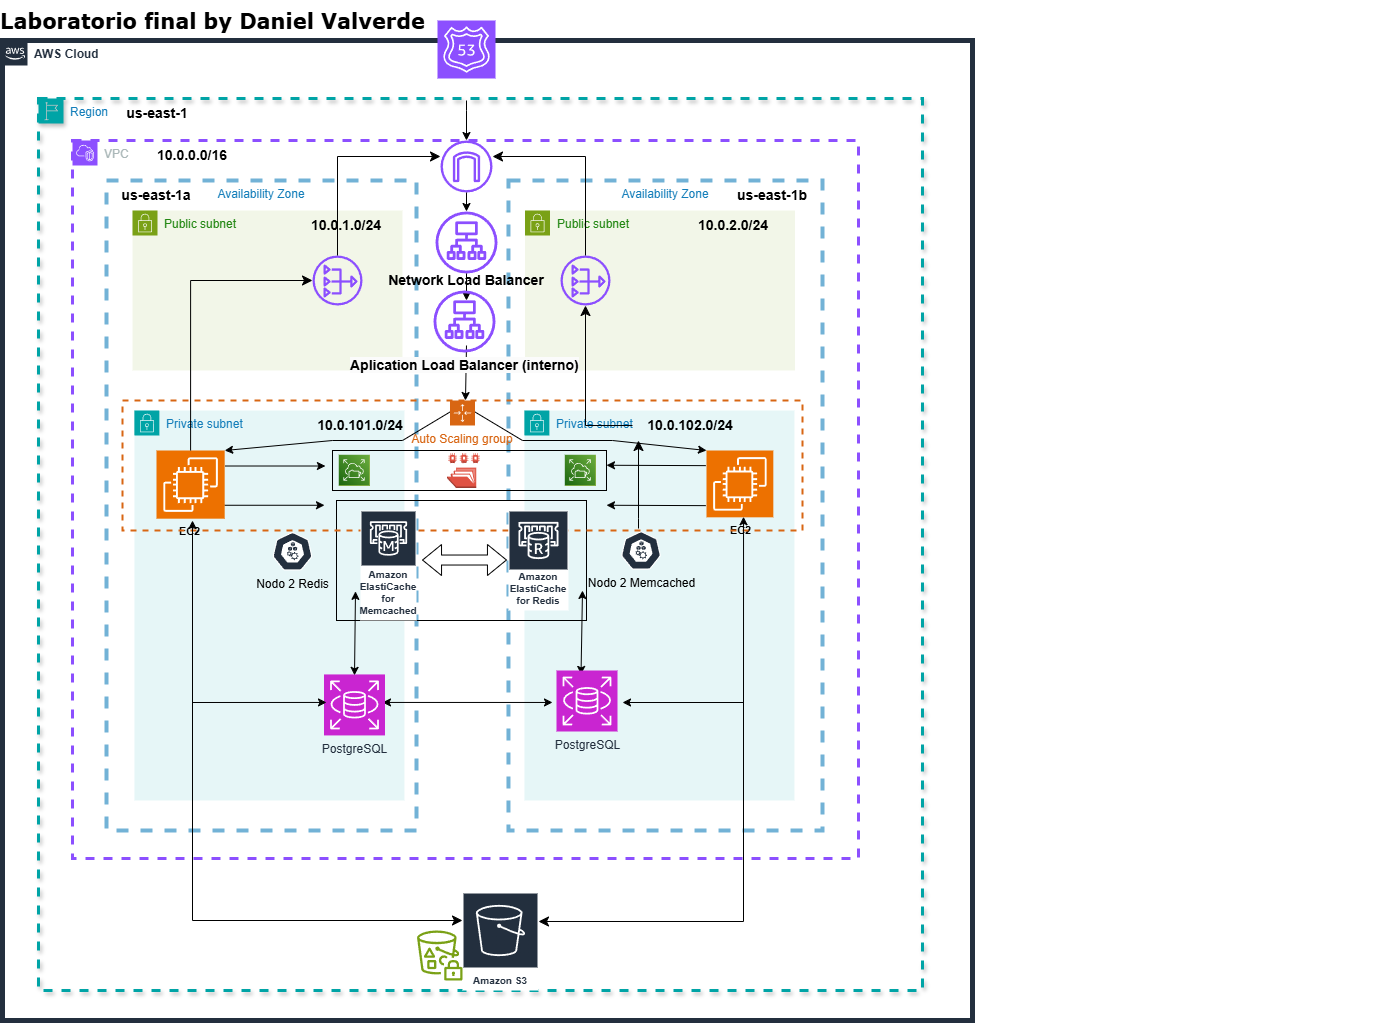 Laboratorio final by Daniel Valverde
aws
AWS Cloud
53
Region
us-east-1
VPC
10.0.0.0/16
us-east-1a
Availability Zone
Availability Zone
us-east-1b
Public subnet
10.0.1.0/24
Public subnet
10.0.2.0/24
Network Load Balancer
Aplication Load Balancer (interno)
Private subnet
10.0.101.0/24
Private subnet
10.0.102.0/24
Auto Scaling group
EC2
EC2
M
R
Nodo 2 Redis
Amazon
ElastiCache
for
Memcached
Amazon
ElastiCache
for Redis
Nodo 2 Memcached
PostgreSQL
PostgreSQL
Amazon S3